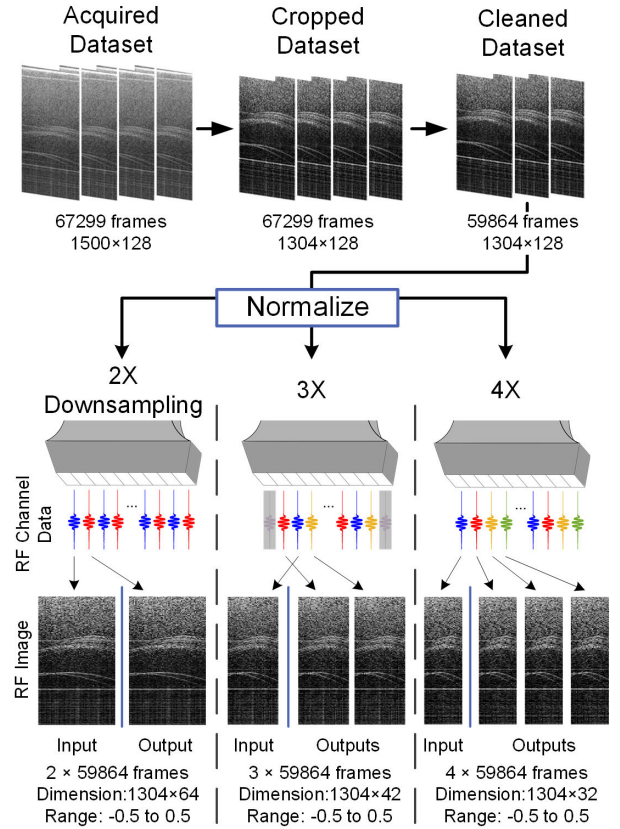 Acquired Dataset
Cropped Dataset
Cleaned Dataset
67299 frames
1500×128
67299 frames
1304×128
59864 frames
1304×128
Normalize
2X Downsampling
3X
4X
RF Channel Data
...
...
...
RF Image
Input
Output
Input
Outputs
Input
Outputs
2 × 59864 frames
Dimension:1304×64
Range: -0.5 to 0.5
3 × 59864 frames
Dimension:1304×42
Range: -0.5 to 0.5
4 × 59864 frames
Dimension:1304×32
Range: -0.5 to 0.5